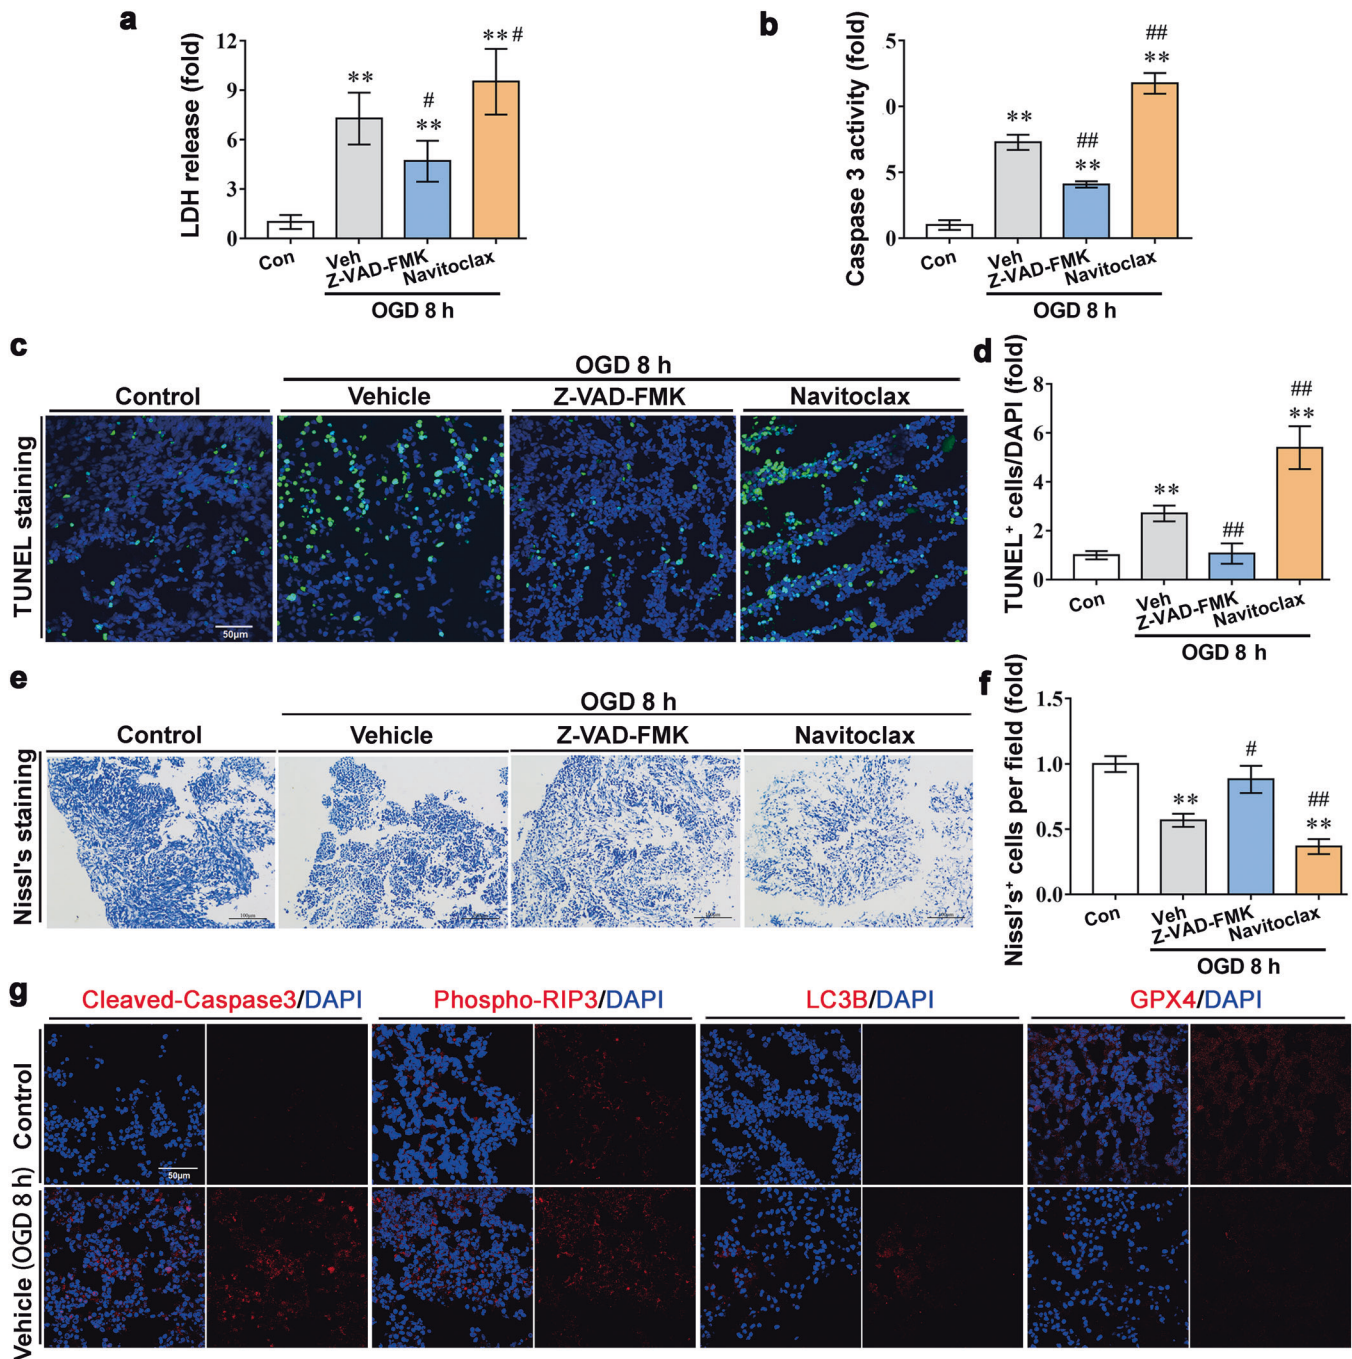 a
LDH release (fold)
12
9
6
3
0
**
#
**
** #
Con
Veh
Z-VAD-FMK
Navitoclax
OGD 8 h
b
Caspase 3 activity (fold)
5
0
5
0
**
##
**
##
**
Con
Veh
Z-VAD-FMK
Navitoclax
OGD 8 h
c
OGD 8 h
Control
Vehicle
Z-VAD-FMK
Navitoclax
TUNEL staining
50μm
d
TUNEL⁺ cells/DAPI (fold)
8
6
4
2
0
**
##
##
**
Con
Veh
Z-VAD-FMK
Navitoclax
OGD 8 h
e
OGD 8 h
Control
Vehicle
Z-VAD-FMK
Navitoclax
Nissl's staining
100μm
f
Nissl's⁺ cells per field (fold)
1.5
1.0
0.5
0.0
**
#
##
**
Con
Veh
Z-VAD-FMK
Navitoclax
OGD 8 h
g
Cleaved-Caspase3/DAPI
Phospho-RIP3/DAPI
LC3B/DAPI
GPX4/DAPI
Control
50μm
Vehicle (OGD 8 h)